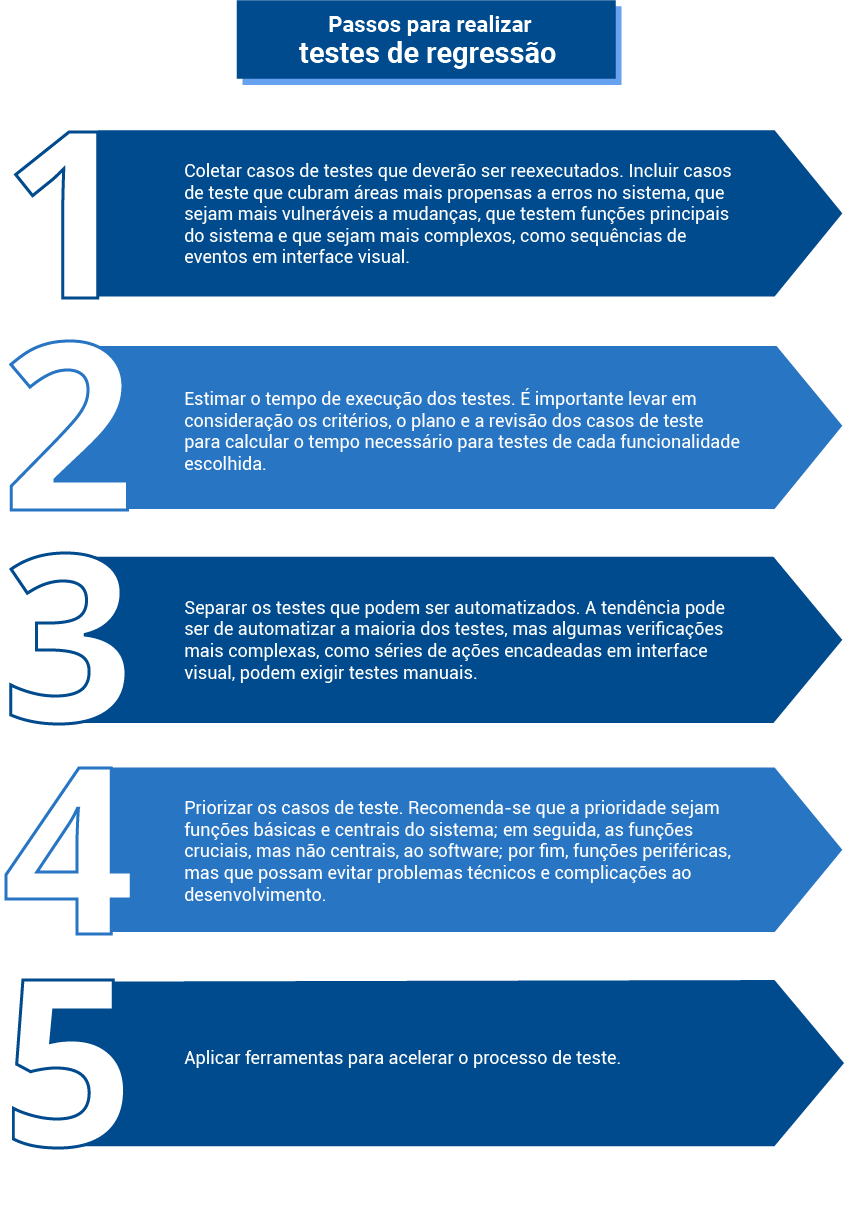 Passos para realizar
testes de regressão
1
Coletar casos de testes que deverão ser reexecutados. Incluir casos
de teste que cubram áreas mais propensas a erros no sistema, que
sejam mais vulneráveis a mudanças, que testem funções principais
do sistema e que sejam mais complexos, como sequências de
eventos em interface visual.
2
Estimar o tempo de execução dos testes. É importante levar em
consideração os critérios, o plano e a revisão dos casos de teste
para calcular o tempo necessário para testes de cada funcionalidade
escolhida.
3
Separar os testes que podem ser automatizados. A tendência pode
ser de automatizar a maioria dos testes, mas algumas verificações
mais complexas, como séries de ações encadeadas em interface
visual, podem exigir testes manuais.
4
Priorizar os casos de teste. Recomenda-se que a prioridade sejam
funções básicas e centrais do sistema; em seguida, as funções
cruciais, mas não centrais, ao software; por fim, funções periféricas,
mas que possam evitar problemas técnicos e complicações ao
desenvolvimento.
5
Aplicar ferramentas para acelerar o processo de teste.